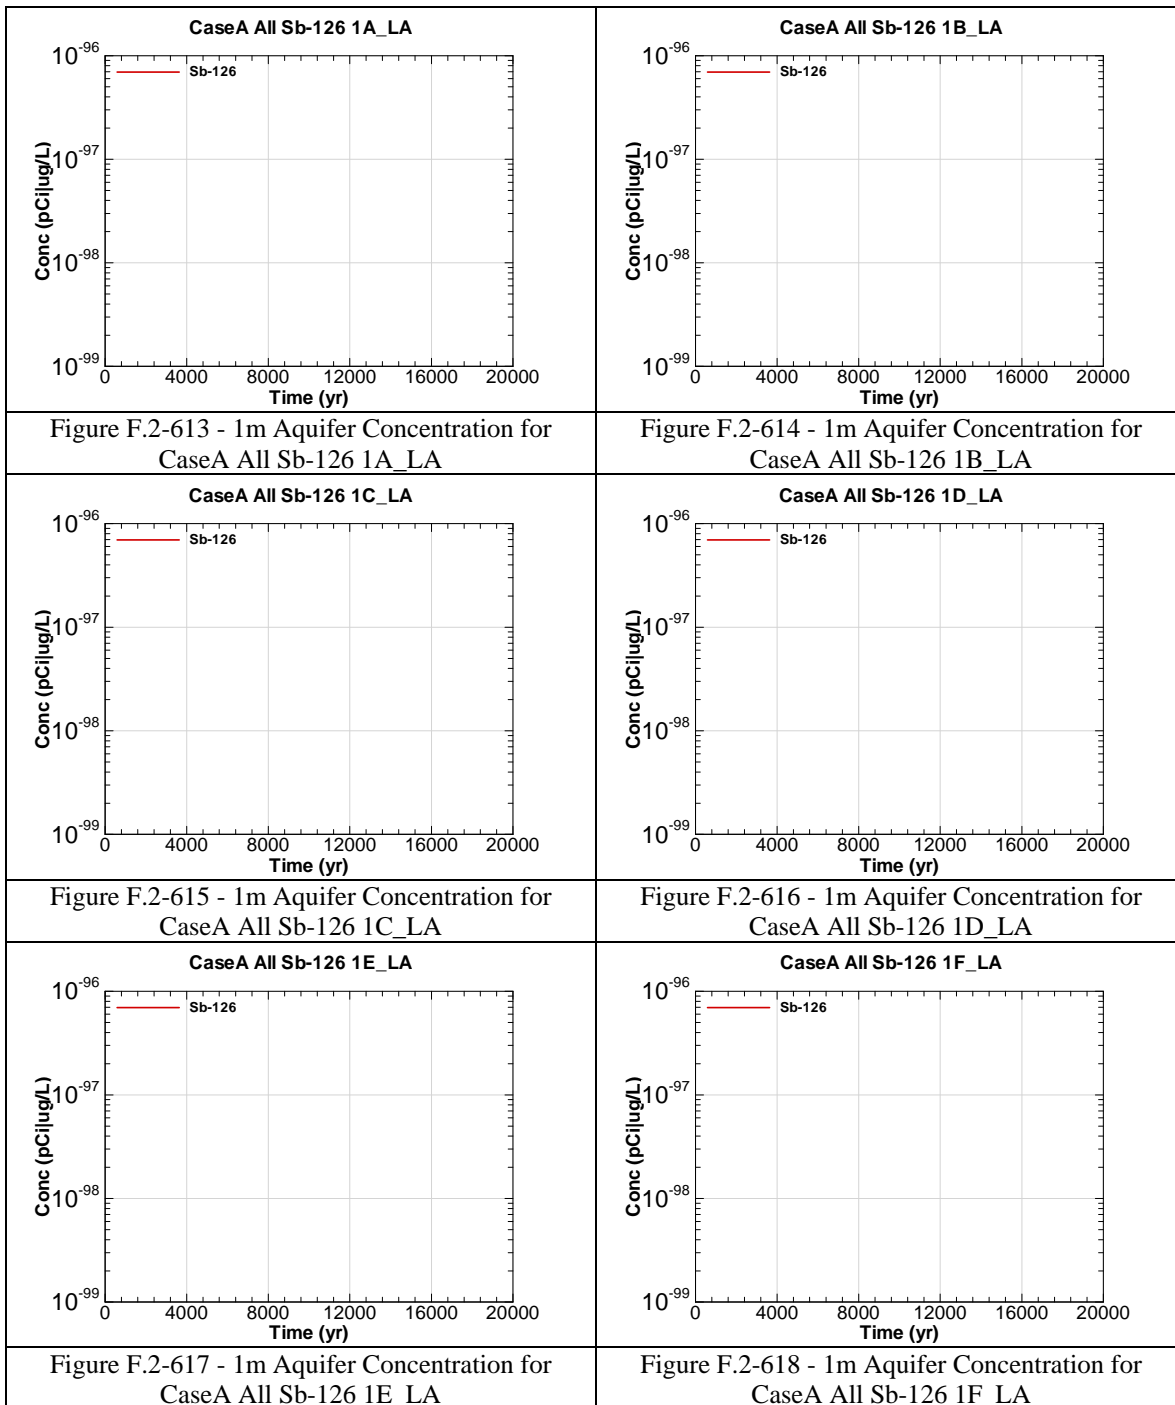 CaseA All Sb-126 1A_LA
10-96
Sb-126
10-97
Conc (pCi|ug/L)
10-98
10-99
0 4000 8000 12000 16000 20000
Time (yr)
Figure F.2-613 - 1m Aquifer Concentration for
CaseA All Sb-126 1A_LA
CaseA All Sb-126 1B_LA
10-96
Sb-126
10-97
Conc (pCi|ug/L)
10-98
10-99
0 4000 8000 12000 16000 20000
Time (yr)
Figure F.2-614 - 1m Aquifer Concentration for
CaseA All Sb-126 1B_LA
CaseA All Sb-126 1C_LA
10-96
Sb-126
10-97
Conc (pCi|ug/L)
10-98
10-99
0 4000 8000 12000 16000 20000
Time (yr)
Figure F.2-615 - 1m Aquifer Concentration for
CaseA All Sb-126 1C_LA
CaseA All Sb-126 1D_LA
10-96
Sb-126
10-97
Conc (pCi|ug/L)
10-98
10-99
0 4000 8000 12000 16000 20000
Time (yr)
Figure F.2-616 - 1m Aquifer Concentration for
CaseA All Sb-126 1D_LA
CaseA All Sb-126 1E_LA
10-96
Sb-126
10-97
Conc (pCi|ug/L)
10-98
10-99
0 4000 8000 12000 16000 20000
Time (yr)
Figure F.2-617 - 1m Aquifer Concentration for
CaseA All Sb-126 1E_LA
CaseA All Sb-126 1F_LA
10-96
Sb-126
10-97
Conc (pCi|ug/L)
10-98
10-99
0 4000 8000 12000 16000 20000
Time (yr)
Figure F.2-618 - 1m Aquifer Concentration for
CaseA All Sb-126 1F_LA